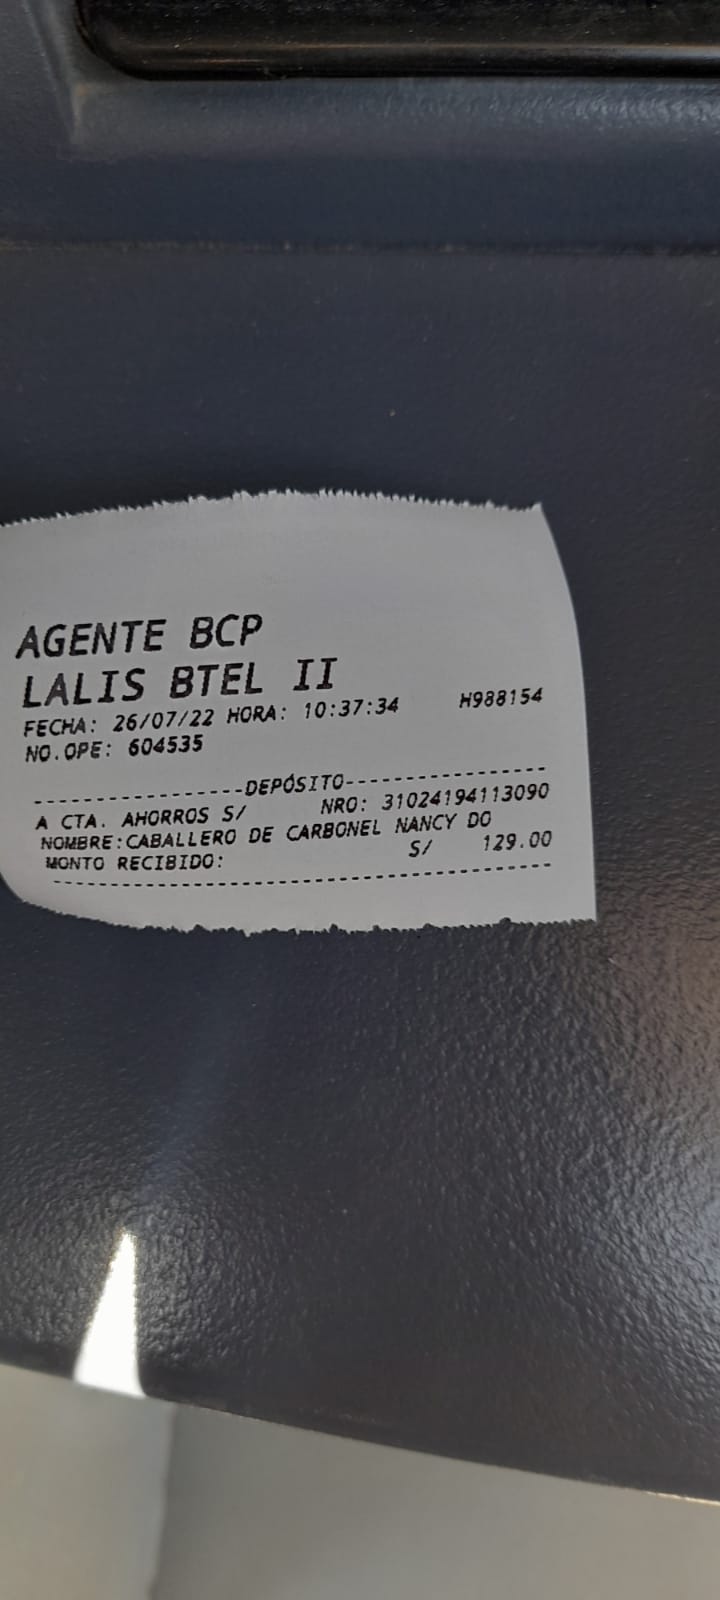 AGENTE BCP
LALIS BTEL II
FECHA: 26/07/22 HORA: 10:37:34 H988154
NO.OPE: 604535
-----------------DEPÓSITO-----------------
A CTA. AHORROS S/ NRO: 31024194113090
NOMBRE:CABALLERO DE CARBONEL NANCY DO
MONTO RECIBIDO: S/ 129.00
------------------------------------------